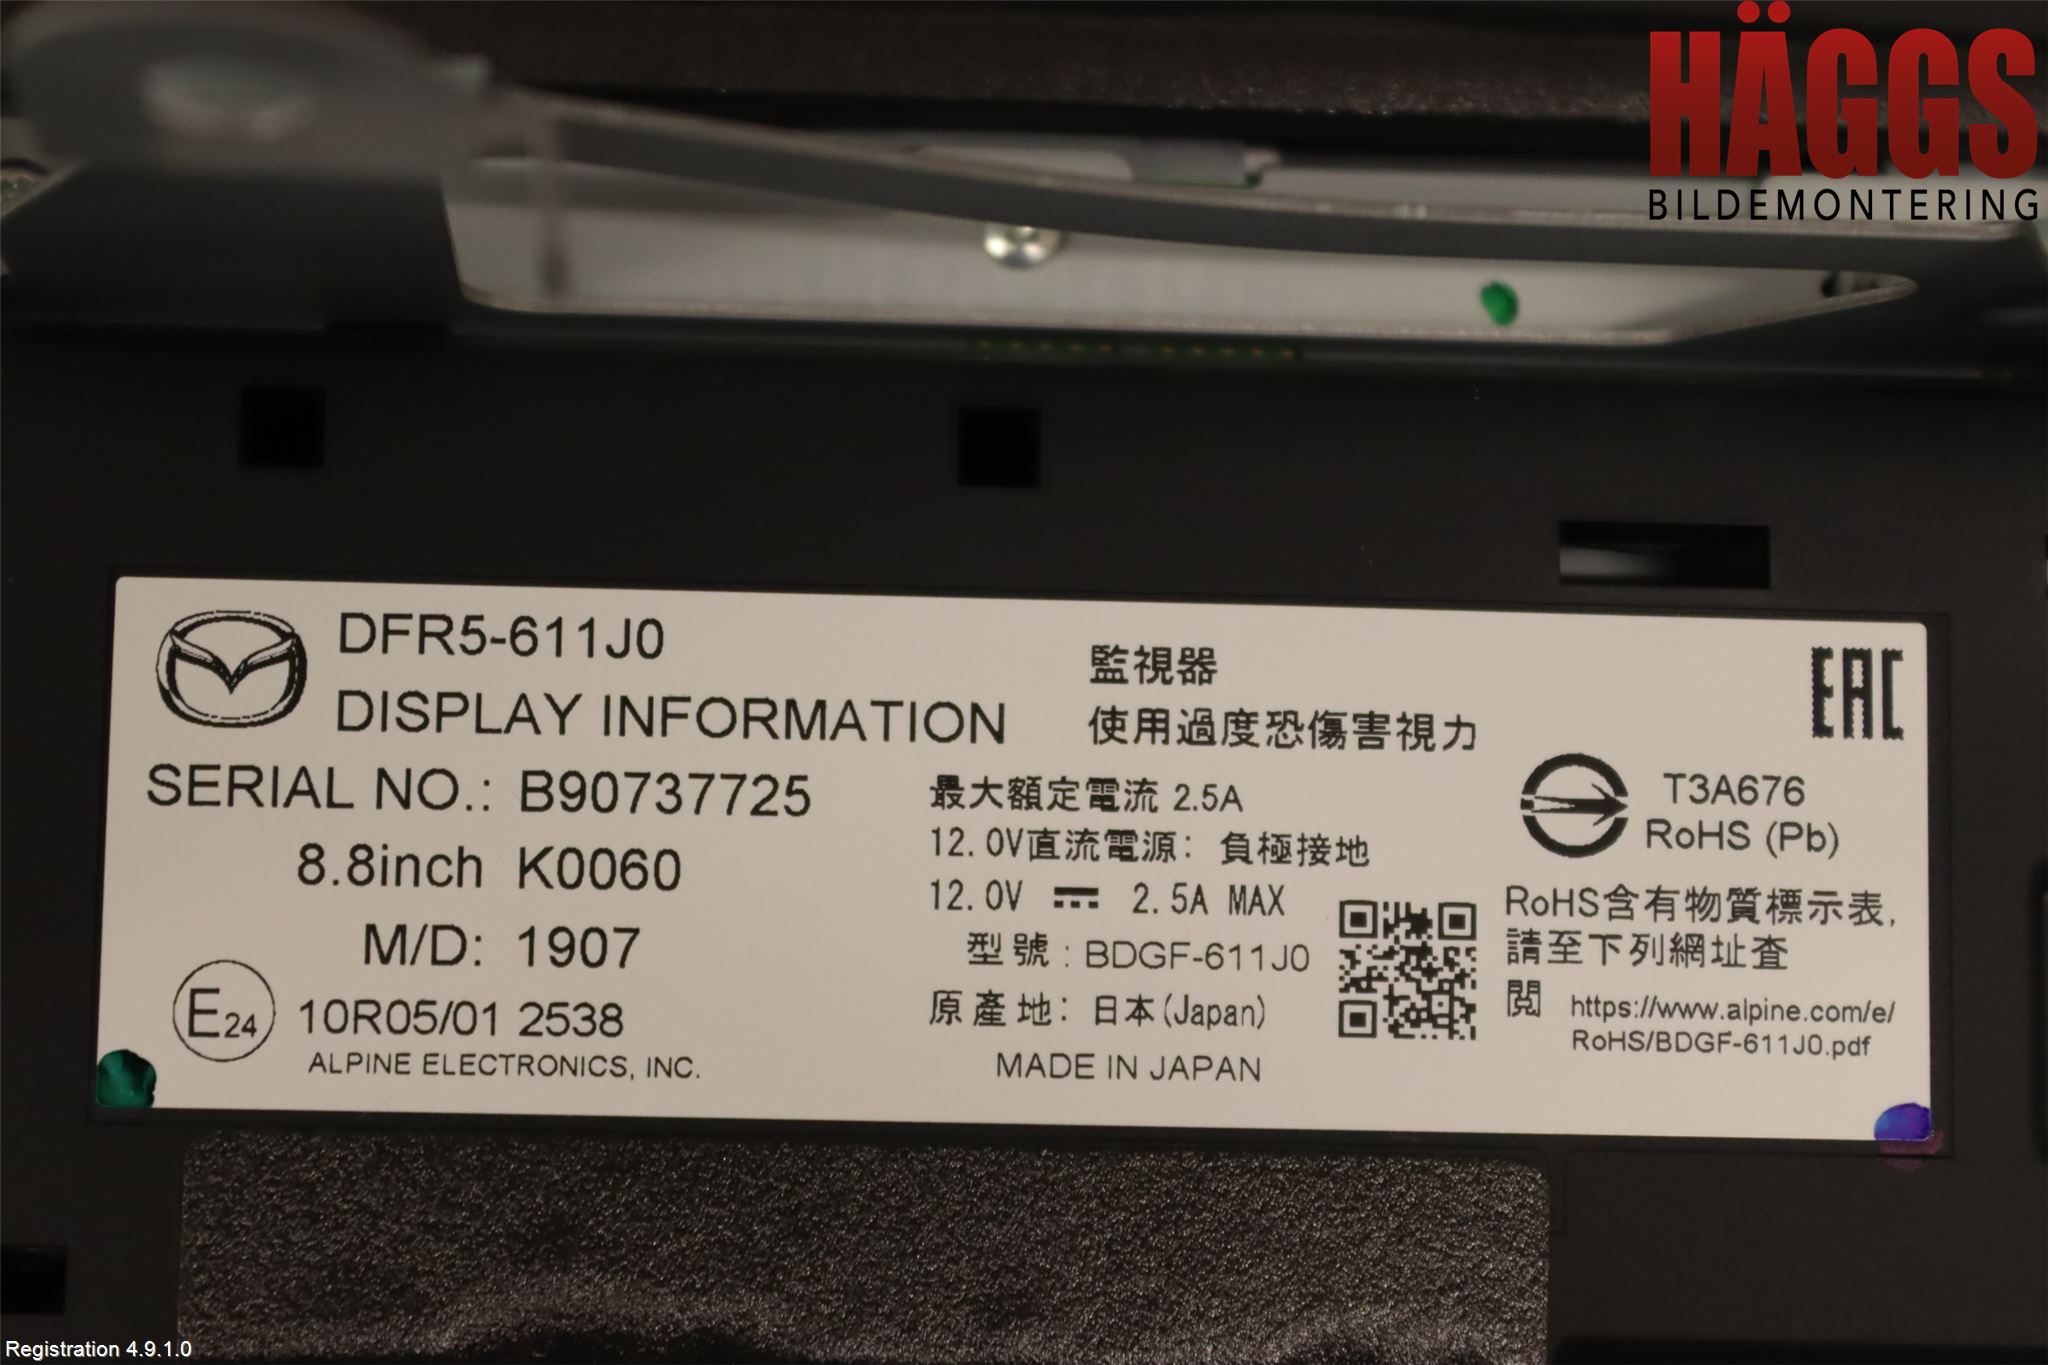 HÄGGS
BILDEMONTERING
DFR5-611J0
DISPLAY INFORMATION
SERIAL NO.: B90737725
8.8inch K0060
M/D: 1907
E24 10R05/01 2538
ALPINE ELECTRONICS, INC.
監視器
使用過度恐傷害視力
最大額定電流 2.5A
12.0V直流電源: 負極接地
12.0V ⎓ 2.5A MAX
型號: BDGF-611J0
原產地: 日本(Japan)
MADE IN JAPAN
EAC
T3A676
RoHS (Pb)
RoHS含有物質標示表,
請至下列網址査
閱 https://www.alpine.com/e/
RoHS/BDGF-611J0.pdf
Registration 4.9.1.0